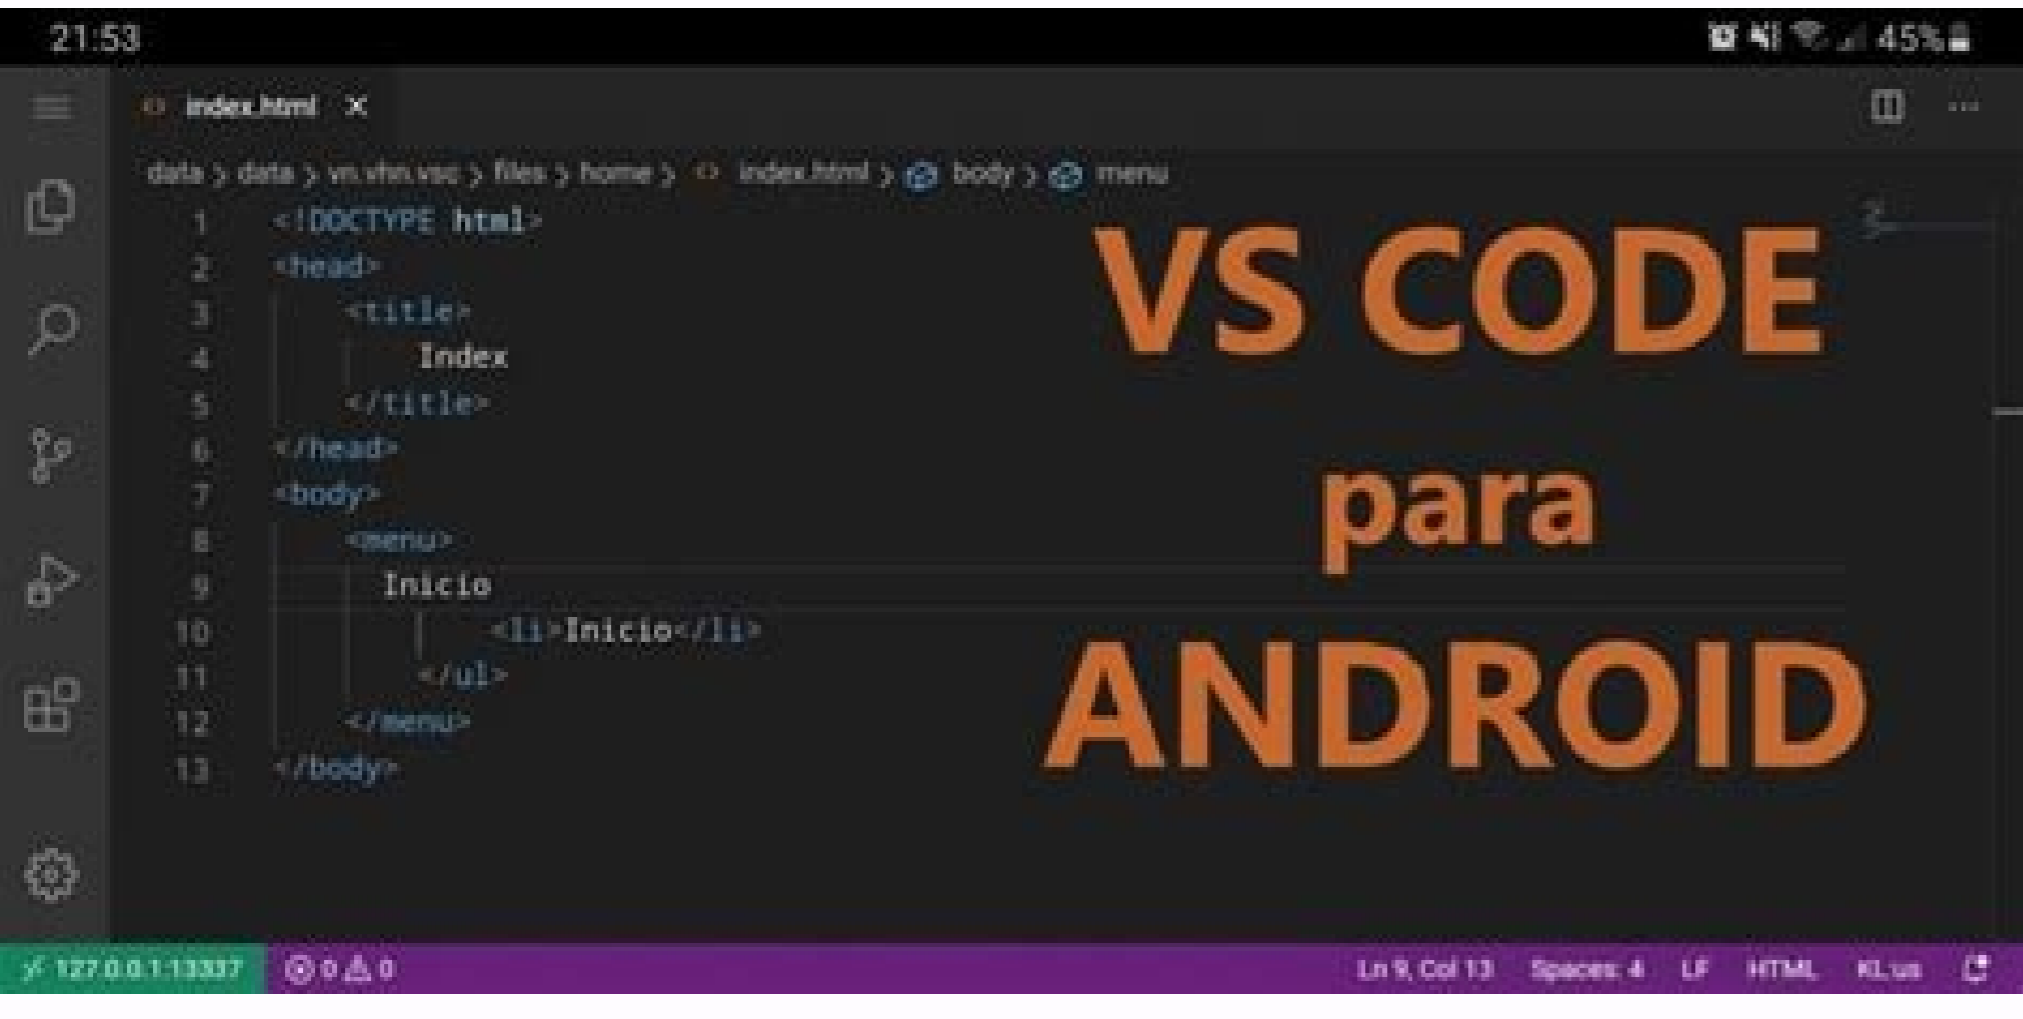 21:53
45%
index.html X
data > data > vn.vhn.vsc > files > home > <> index.html > body > menu
1 <!DOCTYPE html>
2 <head>
3 <title>
4 Index
5 </title>
6 </head>
7 <body>
8 <menu>
9 Inicio
10 <li>Inicio</li>
11 </ul>
12 </menu>
13 </body>
VS CODE
para
ANDROID
127.0.0.1:13337 0 0 Ln 9, Col 13 Spaces: 4 LF HTML KL:us